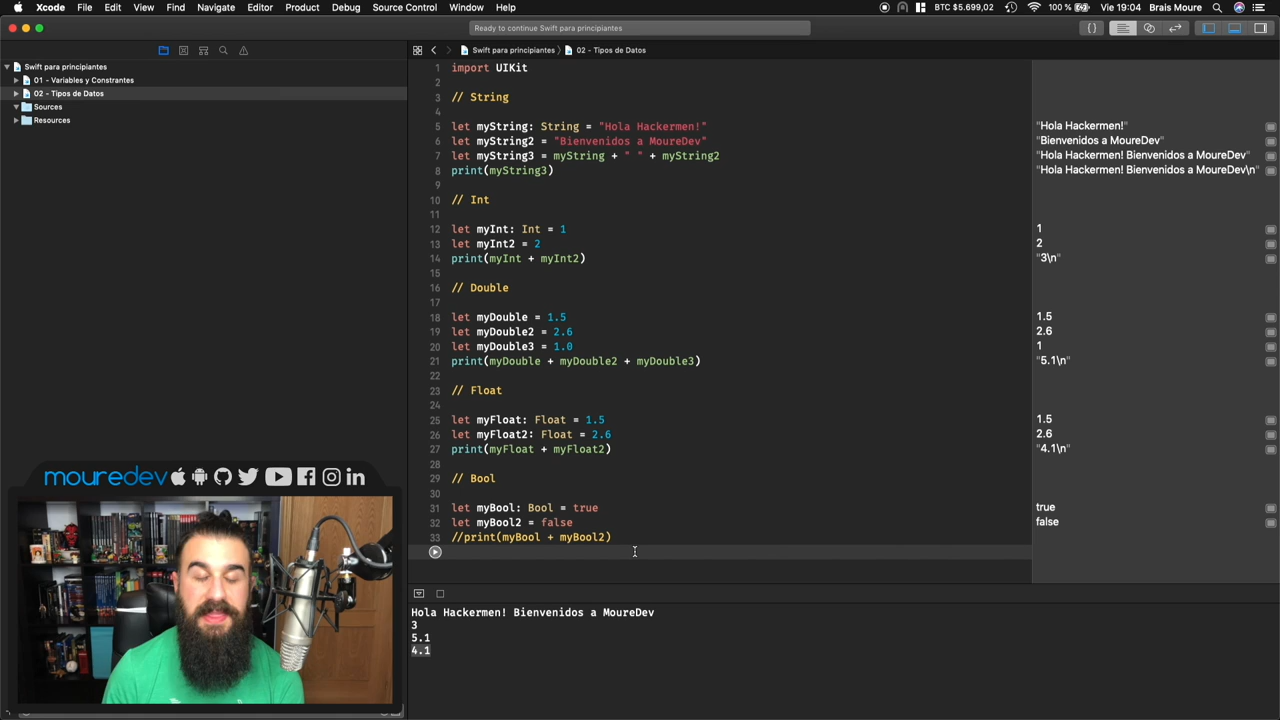 Xcode File Edit View Find Navigate Editor Product Debug Source Control Window Help
BTC $5.699,02 100 % Vie 19:04 Brais Moure
Ready to continue Swift para principiantes
Swift para principiantes 02 - Tipos de Datos
Swift para principiantes
01 - Variables y Constrantes
02 - Tipos de Datos
Sources
Resources
1 import UIKit
2
3 // String
4
5 let myString: String = "Hola Hackermen!"
6 let myString2 = "Bienvenidos a MoureDev"
7 let myString3 = myString + " " + myString2
8 print(myString3)
9
10 // Int
11
12 let myInt: Int = 1
13 let myInt2 = 2
14 print(myInt + myInt2)
15
16 // Double
17
18 let myDouble = 1.5
19 let myDouble2 = 2.6
20 let myDouble3 = 1.0
21 print(myDouble + myDouble2 + myDouble3)
22
23 // Float
24
25 let myFloat: Float = 1.5
26 let myFloat2: Float = 2.6
27 print(myFloat + myFloat2)
28
29 // Bool
30
31 let myBool: Bool = true
32 let myBool2 = false
33 //print(myBool + myBool2)
"Hola Hackermen!"
"Bienvenidos a MoureDev"
"Hola Hackermen! Bienvenidos a MoureDev"
"Hola Hackermen! Bienvenidos a MoureDev\n"
1
2
"3\n"
1.5
2.6
1
"5.1\n"
1.5
2.6
"4.1\n"
true
false
mouredev
Hola Hackermen! Bienvenidos a MoureDev
3
5.1
4.1